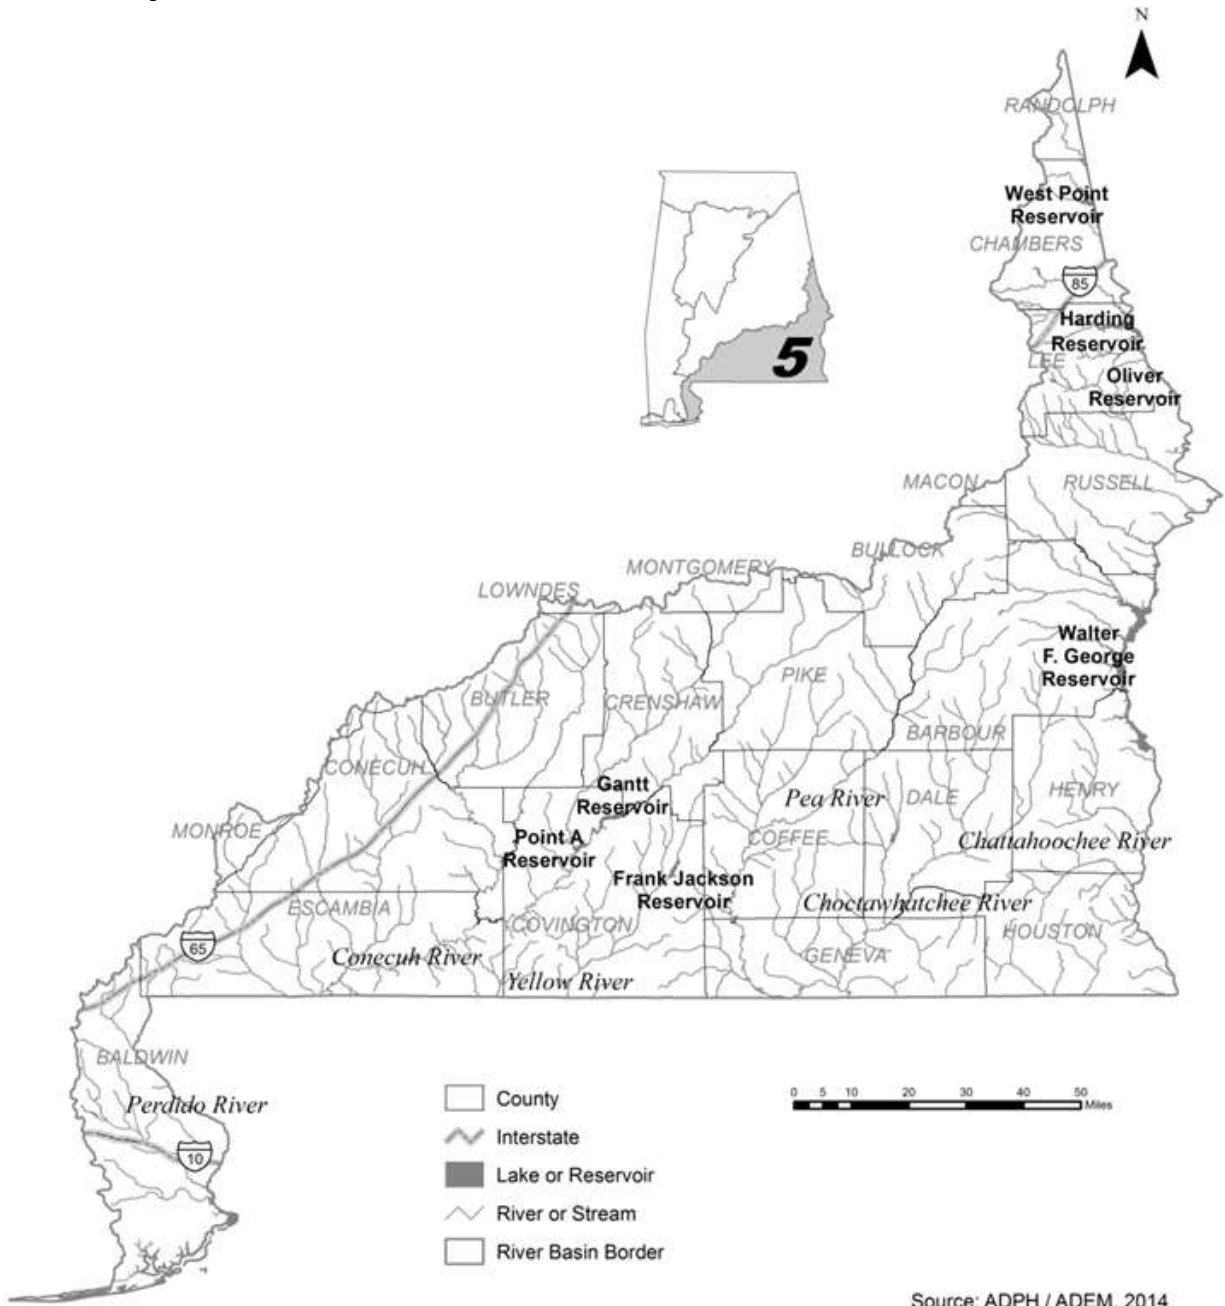 N
RANDOLPH
West Point
Reservoir
CHAMBERS
85
Harding
Reservoir
LEE
Oliver
Reservoir
5
MACON
RUSSELL
BULLOCK
MONTGOMERY
LOWNDES
Walter
F. George
Reservoir
PIKE
BUTLER
CRENSHAW
BARBOUR
CONECUH
Gantt
Reservoir
Pea River
DALE
HENRY
MONROE
Point A
Reservoir
COFFEE
Chattahoochee River
Frank Jackson
Reservoir
Choctawhatchee River
ESCAMBIA
COVINGTON
HOUSTON
65
Conecuh River
GENEVA
Yellow River
BALDWIN
Perdido River
10
County
Interstate
Lake or Reservoir
River or Stream
River Basin Border
0 5 10 20 30 40 50
Miles
Source: ADPH / ADEM, 2014